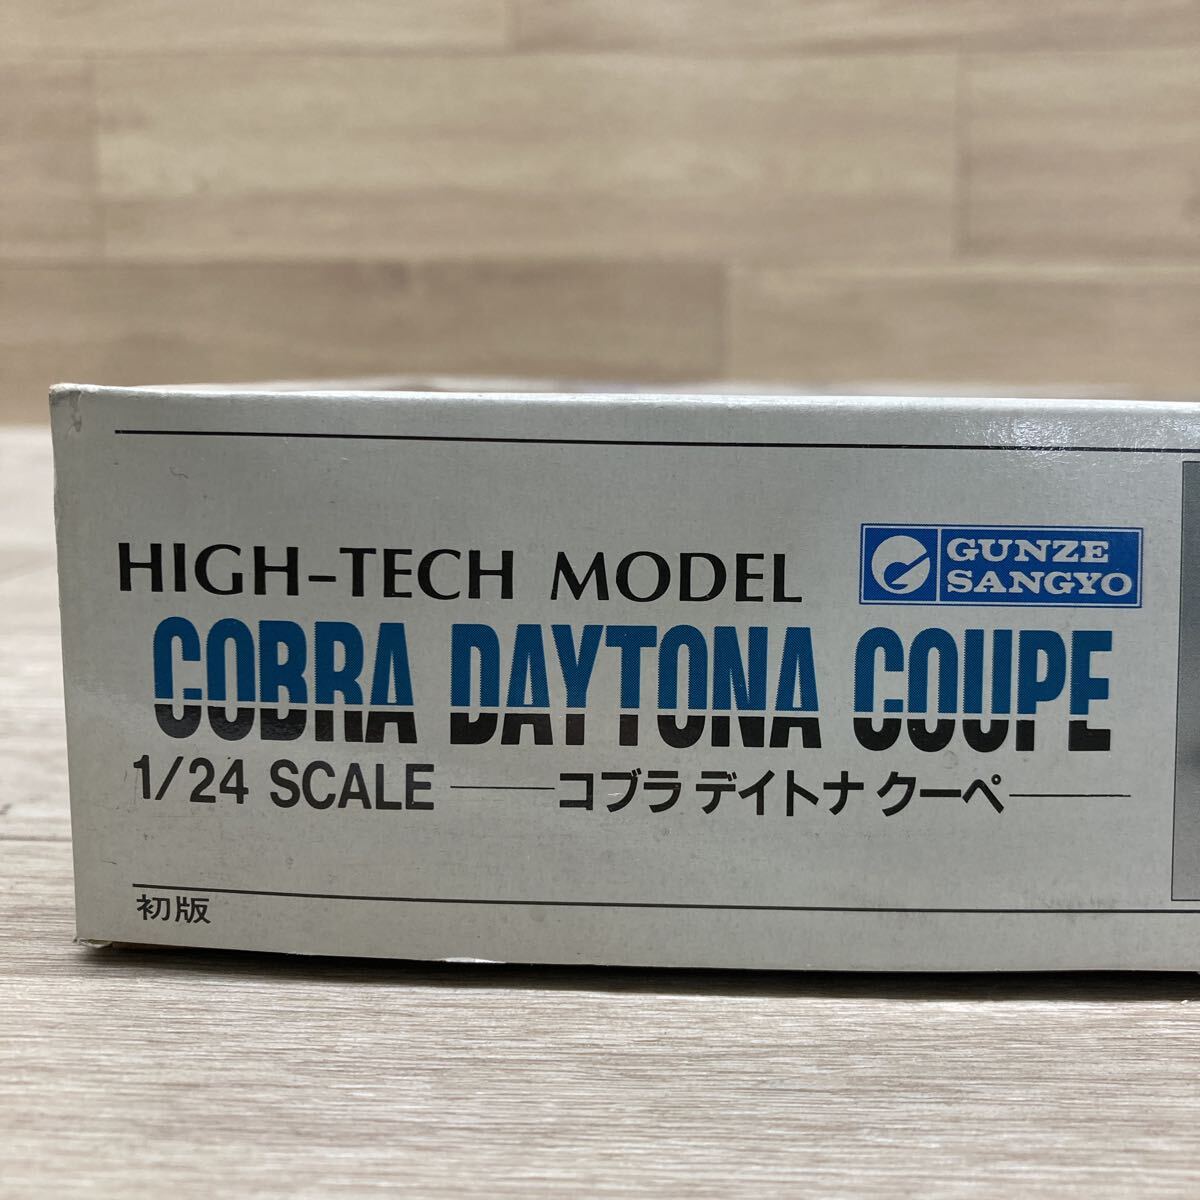 HIGH-TECH MODEL
GUNZE
SANGYO
COBRA DAYTONA COUPE
1/24 SCALE
コブラ デイトナ クーペ
初版